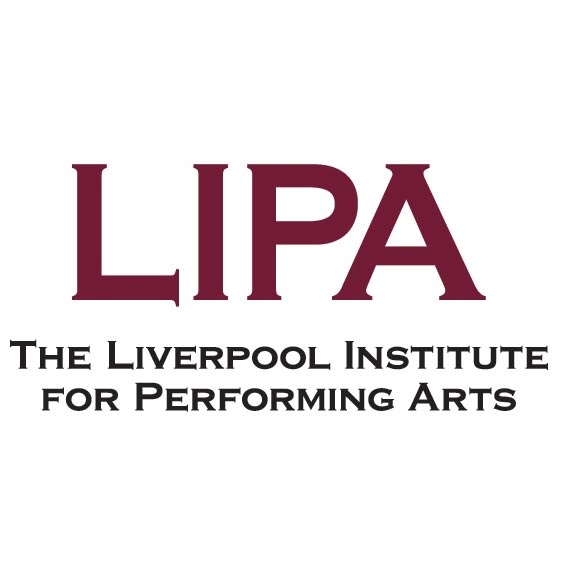 LIPA
THE LIVERPOOL INSTITUTE
FOR PERFORMING ARTS